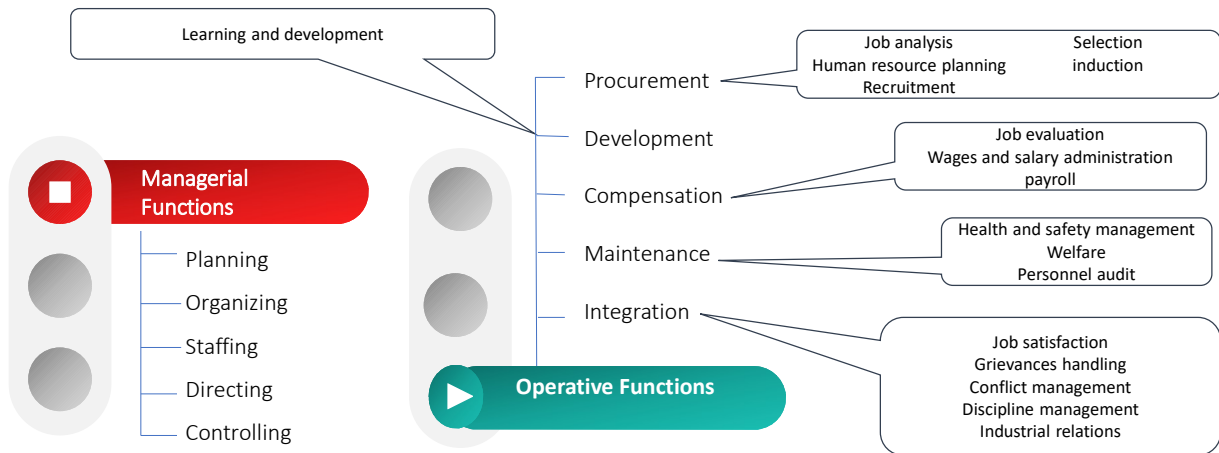 Learning and development
Procurement
Job analysis
Human resource planning
Recruitment
Selection
induction
Development
Job evaluation
Wages and salary administration
payroll
Compensation
Managerial
Functions
Planning
Organizing
Staffing
Directing
Controlling
Maintenance
Health and safety management
Welfare
Personnel audit
Integration
Job satisfaction
Grievances handling
Conflict management
Discipline management
Industrial relations
Operative Functions